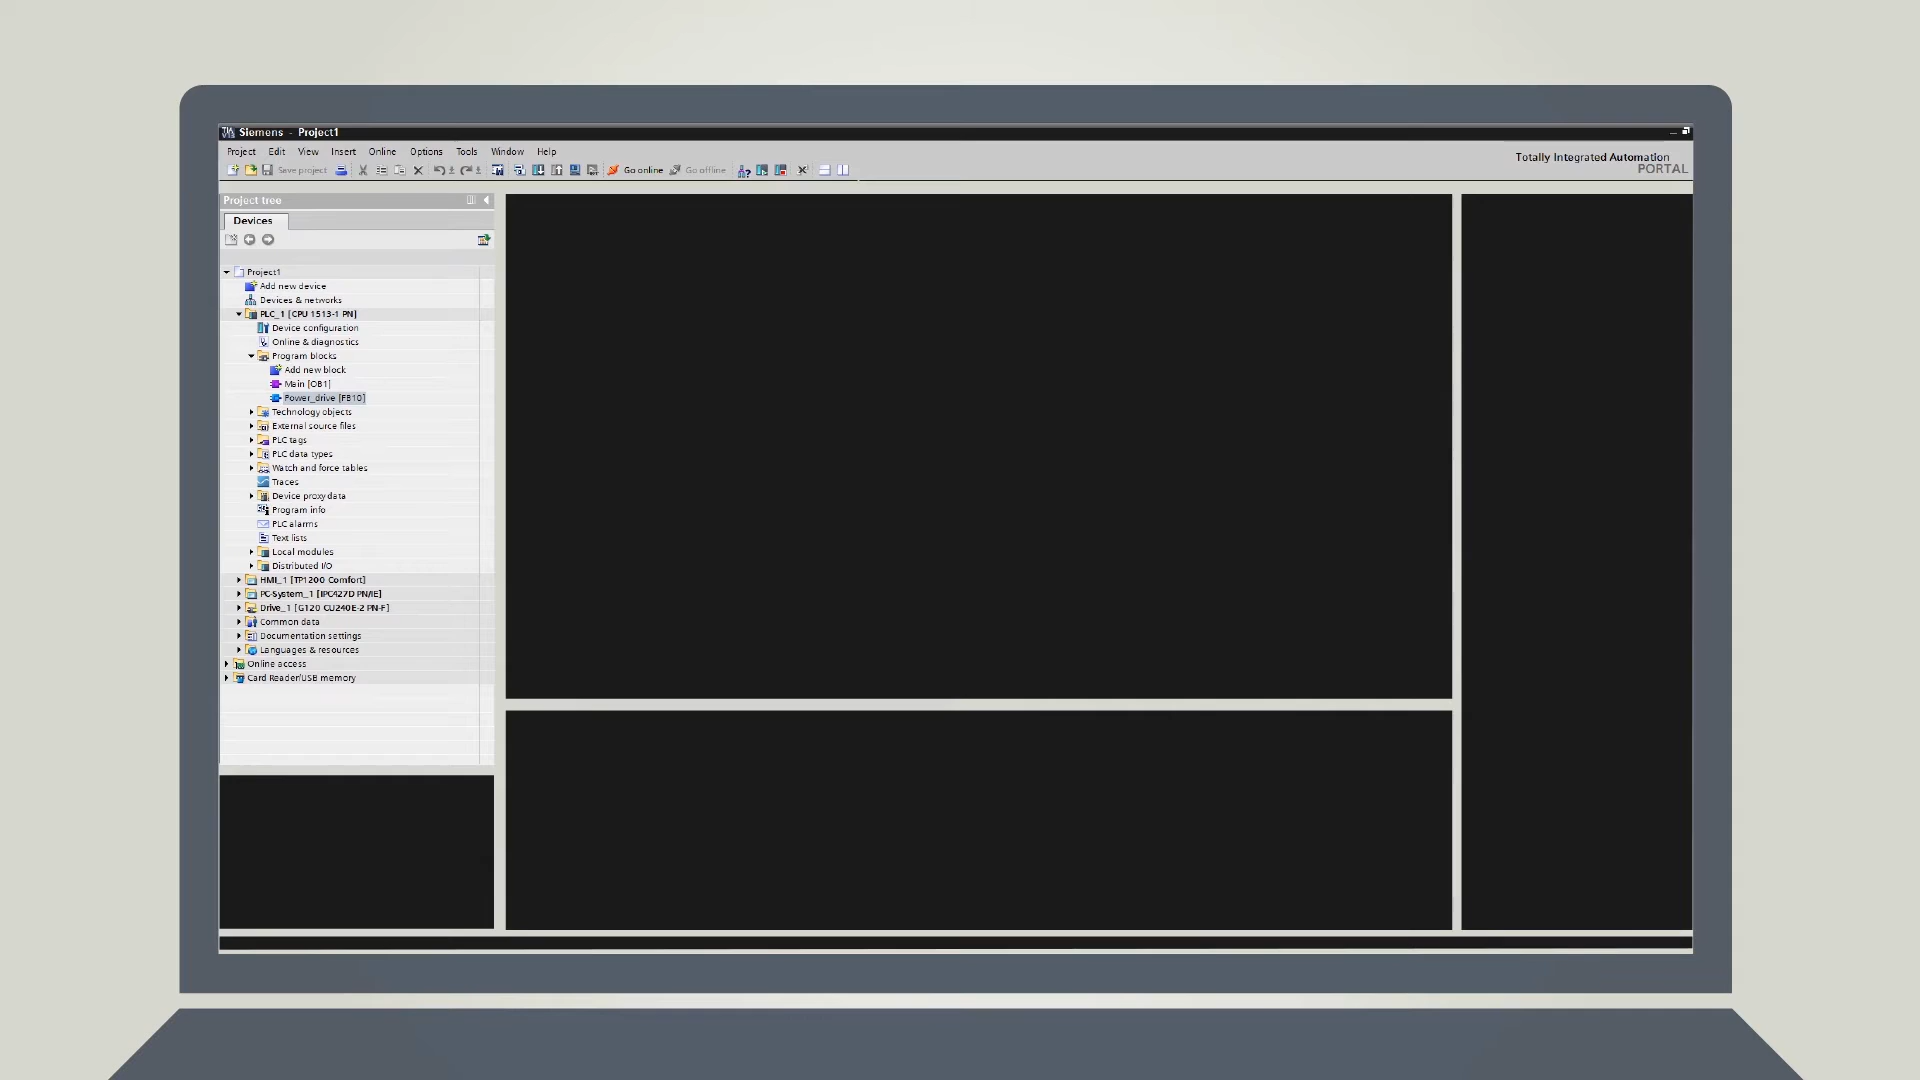 Siemens - Project1
Project Edit View Insert Online Options Tools Window Help
Totally Integrated Automation
PORTAL
Save project Go online Go offline
Project tree
Devices
Project1
Add new device
Devices & networks
PLC_1 [CPU 1513-1 PN]
Device configuration
Online & diagnostics
Program blocks
Add new block
Main [OB1]
Power_drive [FB10]
Technology objects
External source files
PLC tags
PLC data types
Watch and force tables
Traces
Device proxy data
Program info
PLC alarms
Text lists
Local modules
Distributed I/O
HMI_1 [TP1200 Comfort]
PC-System_1 [IPC427D PN/IE]
Drive_1 [G120 CU240E-2 PN-F]
Common data
Documentation settings
Languages & resources
Online access
Card Reader/USB memory